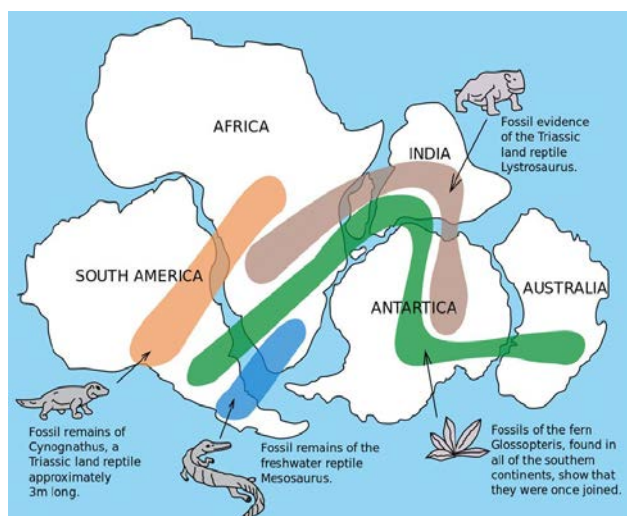 AFRICA
INDIA
SOUTH AMERICA
ANTARTICA
AUSTRALIA
Fossil evidence
of the Triassic
land reptile
Lystrosaurus.
Fossil remains of
Cynognathus, a
Triassic land reptile
approximately
3m long.
Fossil remains of the
freshwater reptile
Mesosaurus.
Fossils of the fern
Glossopteris, found in
all of the southern
continents, show that
they were once joined.